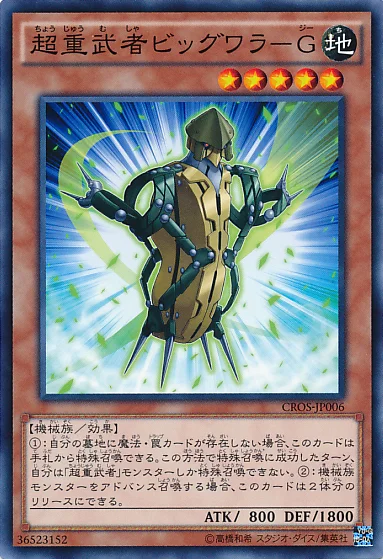 超重武者ビッグワラーG
地
CROS-JP006
【機械族/効果】
①:自分の墓地に魔法・罠カードが存在しない場合、このカードは
手札から特殊召喚できる。この方法で特殊召喚に成功したターン、
自分は「超重武者」モンスターしか特殊召喚できない。②:機械族
モンスターをアドバンス召喚する場合、このカードは2体分の
リリースにできる。
ATK/ 800 DEF/1800
36523152
©高橋和希 スタジオ・ダイス/集英社